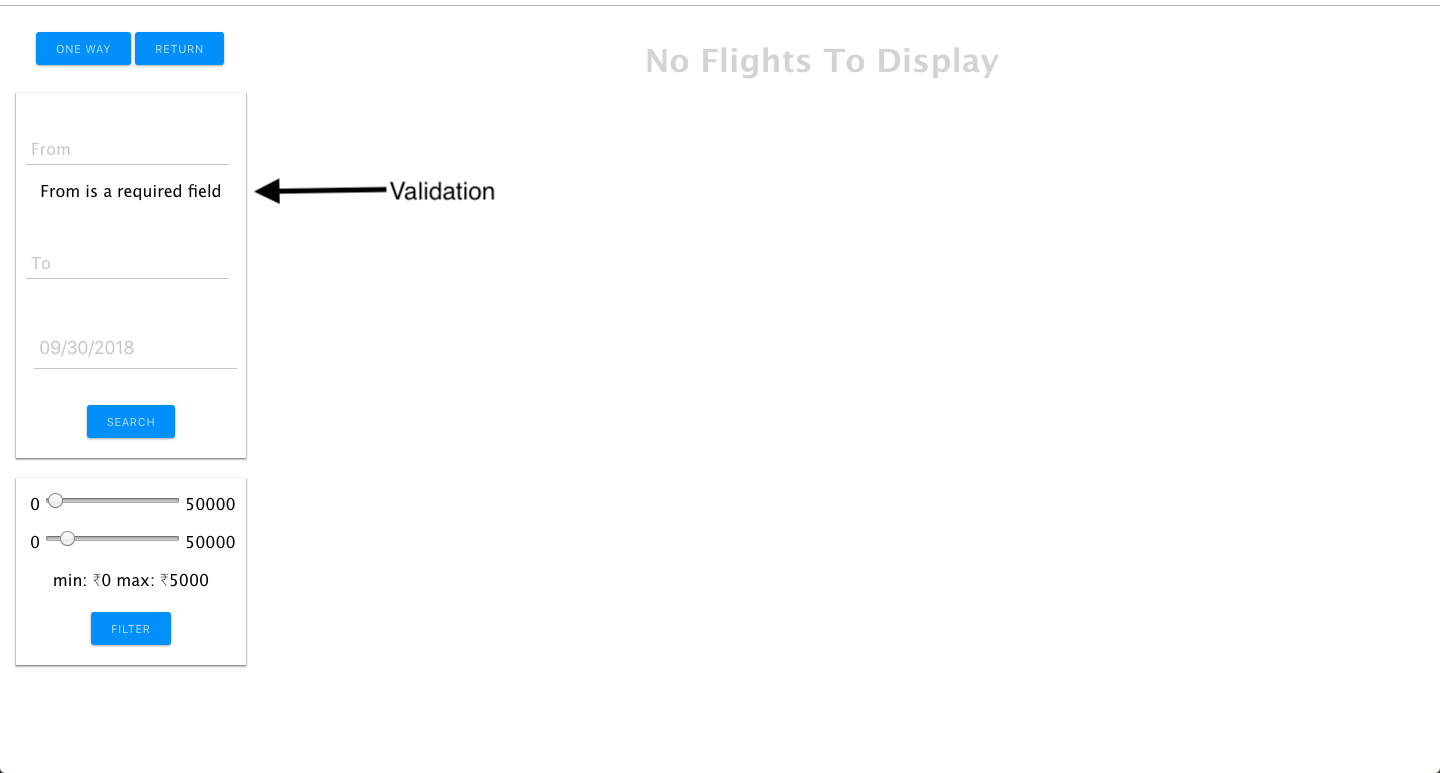 ONE WAY RETURN
No Flights To Display
From
From is a required field
Validation
To
09/30/2018
SEARCH
0 50000
0 50000
min: ₹0 max: ₹5000
FILTER